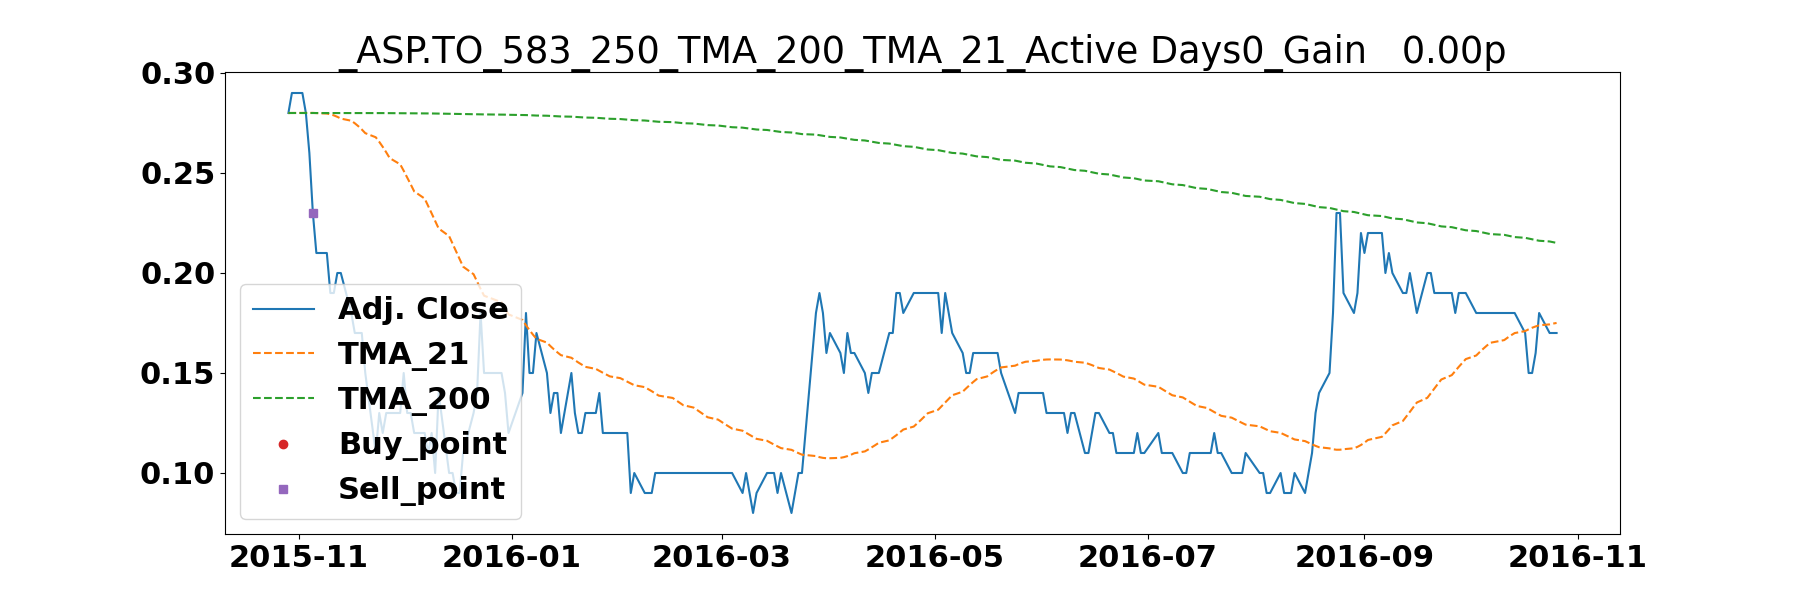 _ASP.TO_583_250_TMA_200_TMA_21_Active Days0_Gain   0.00p
0.30
0.25
0.20
0.15
0.10
Adj. Close
TMA_21
TMA_200
Buy_point
Sell_point
2015-11 2016-01 2016-03 2016-05 2016-07 2016-09 2016-11